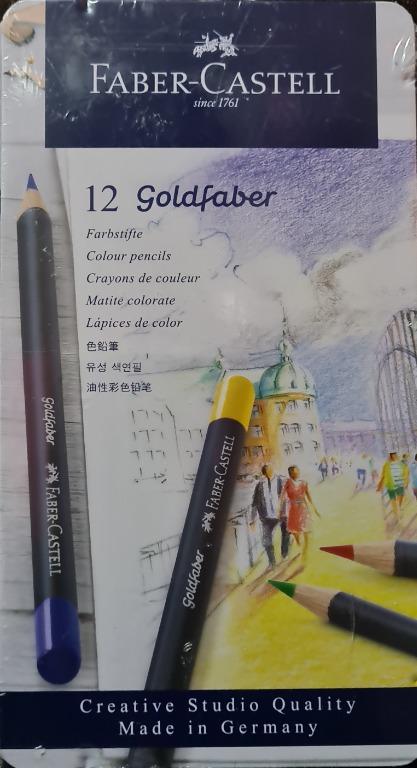 FABER-CASTELL
since 1761
12 Goldfaber
Farbstifte
Colour pencils
Crayons de couleur
Matite colorate
Lápices de color
色鉛筆
유성 색연필
油性彩色铅笔
Goldfaber FABER-CASTELL
Goldfaber FABER-CASTELL
Creative Studio Quality
Made in Germany